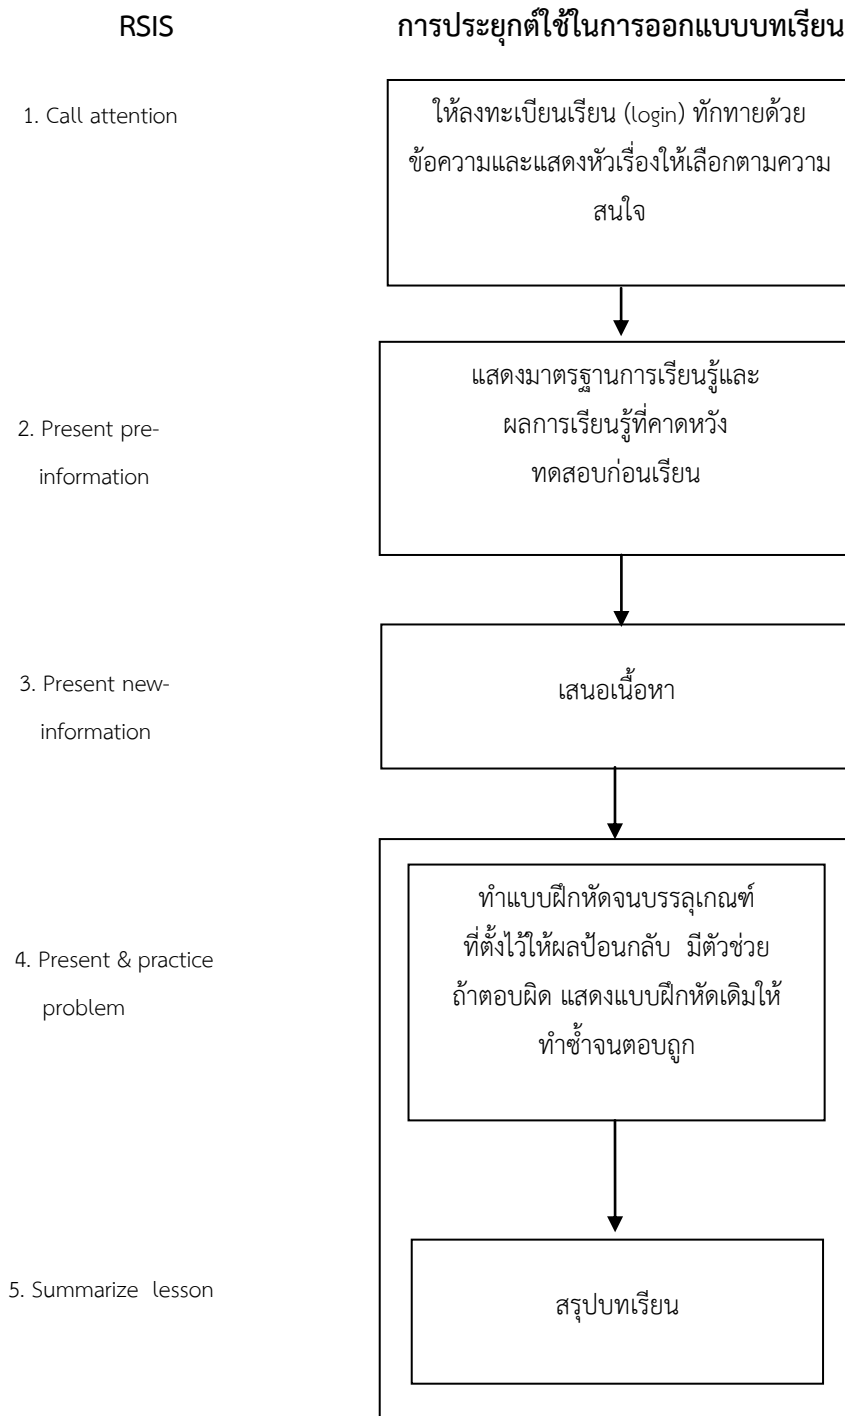 RSIS
การประยุกต์ใช้ในการออกแบบบทเรียน
1. Call attention
ให้ลงทะเบียนเรียน (login) ทักทายด้วย
ข้อความและแสดงหัวเรื่องให้เลือกตามความ
สนใจ
2. Present pre-
information
แสดงมาตรฐานการเรียนรู้และ
ผลการเรียนรู้ที่คาดหวัง
ทดสอบก่อนเรียน
3. Present new-
information
เสนอเนื้อหา
4. Present & practice
problem
ทำแบบฝึกหัดจนบรรลุเกณฑ์
ที่ตั้งไว้ให้ผลป้อนกลับ มีตัวช่วย
ถ้าตอบผิด แสดงแบบฝึกหัดเดิมให้
ทำซ้ำจนตอบถูก
5. Summarize lesson
สรุปบทเรียน